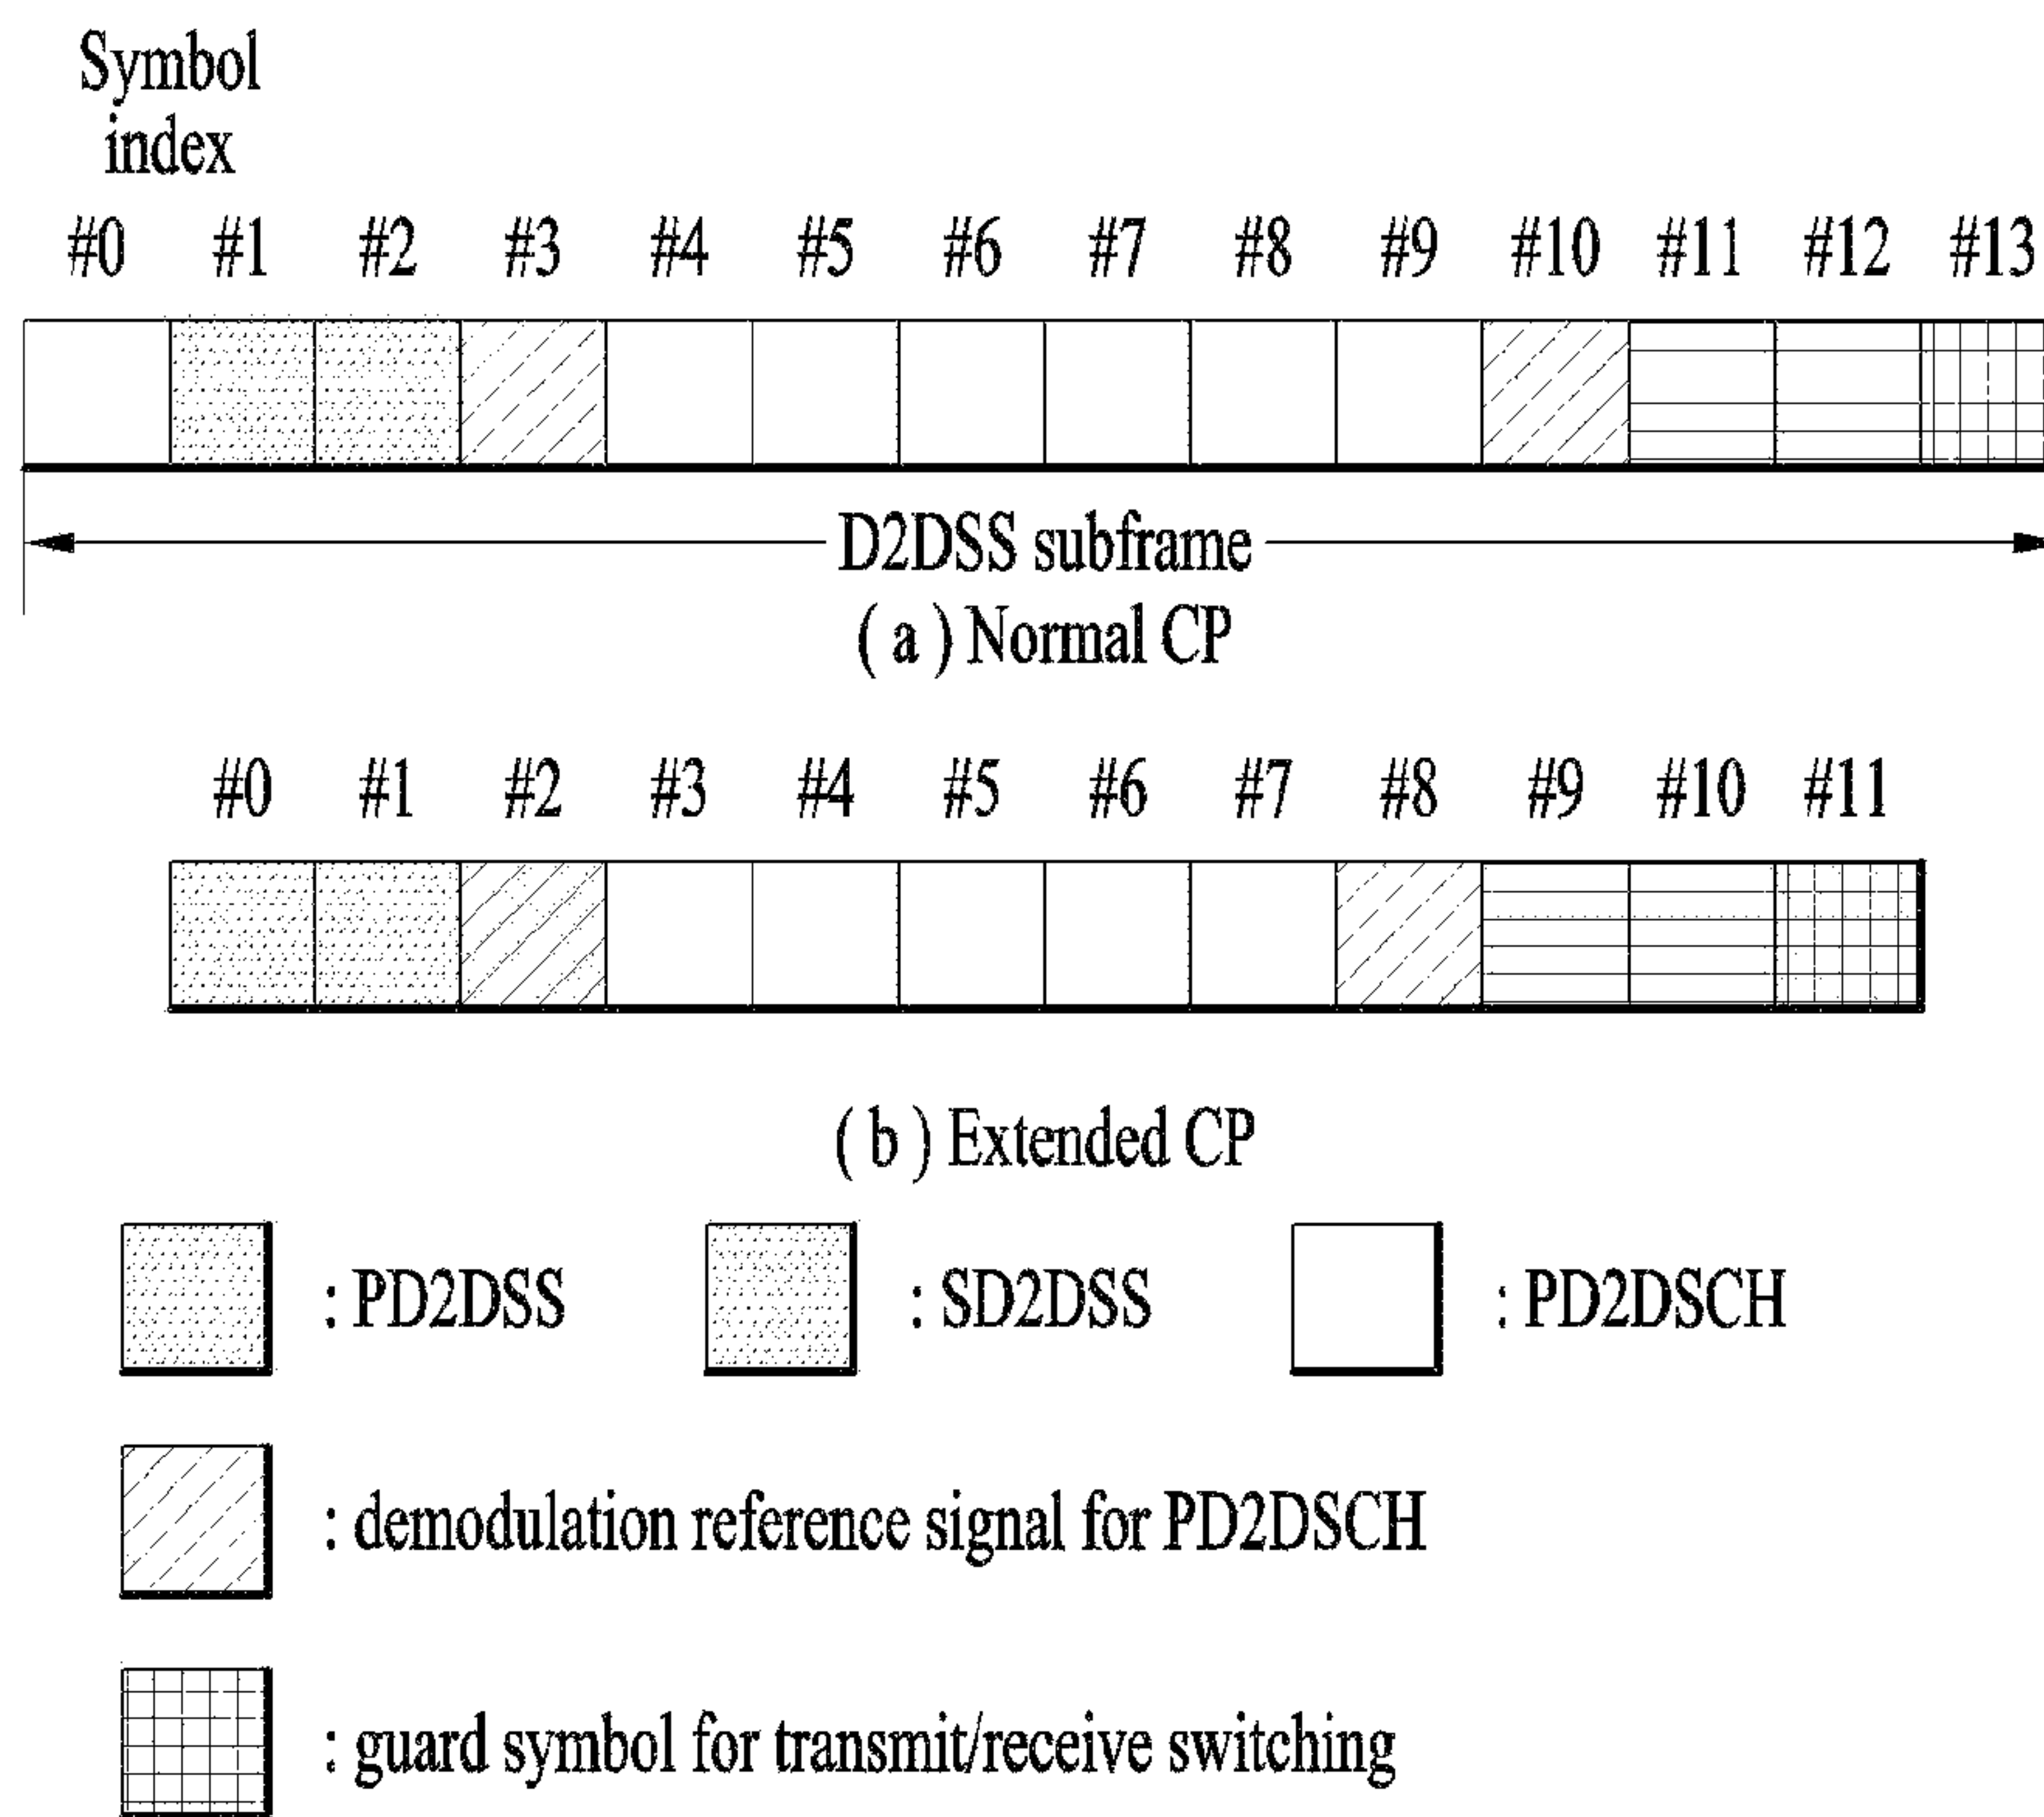 Symbol
index
#0 #1 #2 #3 #4 #5 #6 #7 #8 #9 #10 #11 #12 #13
D2DSS subframe
( a ) Normal CP
#0 #1 #2 #3 #4 #5 #6 #7 #8 #9 #10 #11
( b ) Extended CP
: PD2DSS : SD2DSS : PD2DSCH
: demodulation reference signal for PD2DSCH
: guard symbol for transmit/receive switching